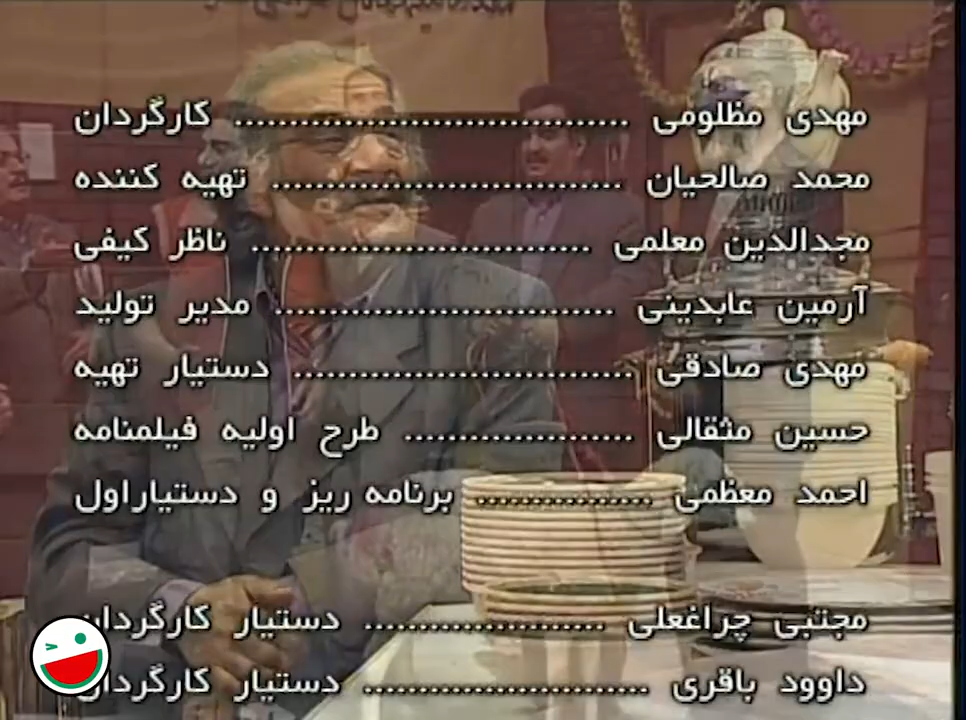 مهدی مظلومی ................................... کارگردان
محمد صالحیان ................................ تهیه کننده
مجدالدین معلمی ............................... ناظر کیفی
آرمین عابدینی ............................... مدیر تولید
مهدی صادقی ............................... دستیار تهیه
حسین مثقالی ..................... طرح اولیه فیلمنامه
احمد معظمی ................ برنامه ریز و دستیاراول
مجتبی چراغعلی ...................... دستیار کارگردان
داوود باقری .......................... دستیار کارگردان